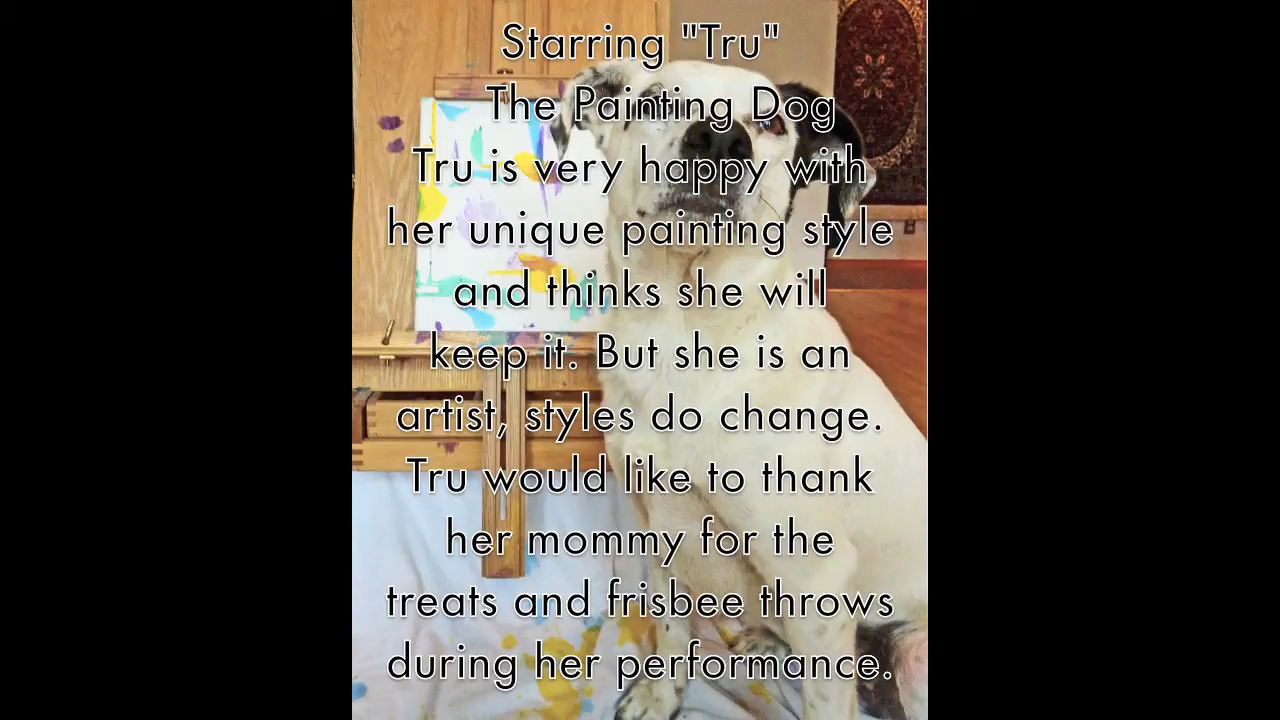 Starring "Tru"
The Painting Dog
Tru is very happy with
her unique painting style
and thinks she will
keep it. But she is an
artist, styles do change.
Tru would like to thank
her mommy for the
treats and frisbee throws
during her performance.